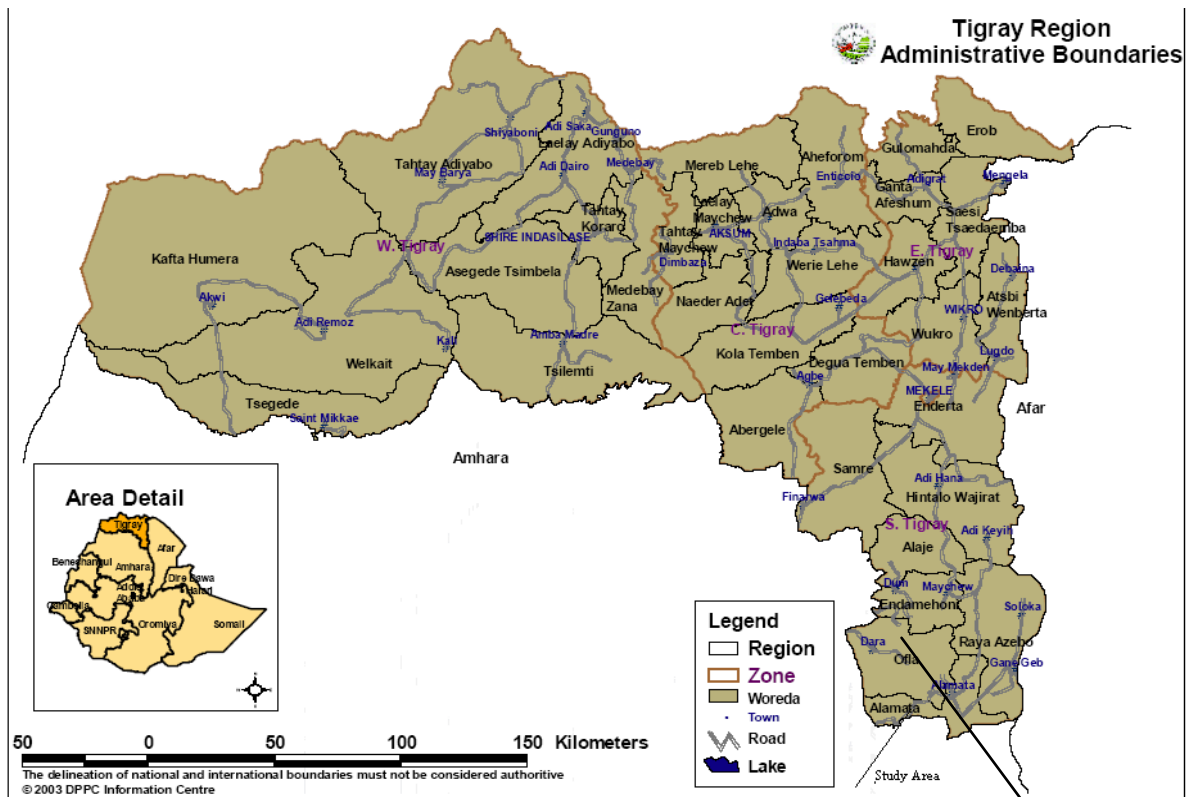 Tigray Region
Administrative Boundaries
Erob
Gulomahda
Shiyaboni
Adi Saka
Gunguno
Laelay Adiyabo
Tahtay Adiyabo
May Barya
Adi Dairo
Medebay
Mereb Lehe
Aheforom
Enticolo
Ganta
Afeshum
Adigrat
Mengela
Laelay
Maychew
Adwa
Saesi
Tsaedaemba
Tahtay
Koraro
Tahtay
Maychew
AKSUM
SHIRE INDASILASE
Indaba Tsahma
W. Tigray
E. Tigray
Kafta Humera
Asegede Tsimbela
Dimbaza
Werie Lehe
Hawzen
Debaina
Akwi
Medebay
Zana
Naeder Adet
Gelebeda
Atsbi
Wenberta
WIKRO
Adi Remoz
C. Tigray
Wukro
Kali
Amba Madre
Kola Temben
Lugdo
Welkait
Tsilemti
Degua Temben
May Mekden
Agbe
MEKELE
Enderta
Afar
Tsegede
Saint Mikkae
Abergele
Amhara
Samre
Adi Hana
Finarwa
Hintalo Wajirat
S. Tigray
Adi Keyih
Alaje
Dum
Maychew
Endamehoni
Soloka
Dara
Raya Azebo
Ofla
Gane Geb
Alamata
Alamata
Study Area
Area Detail
Tigray
Afar
Beneshangul
Amhara
Dire Dawa
Harari
Addis
Ababa
Gambella
SNNPR
Oromiya
Somali
Legend
Region
Zone
Woreda
Town
Road
Lake
50 0 50 100 150 Kilometers
The delineation of national and international boundaries must not be considered authoritive
© 2003 DPPC Information Centre